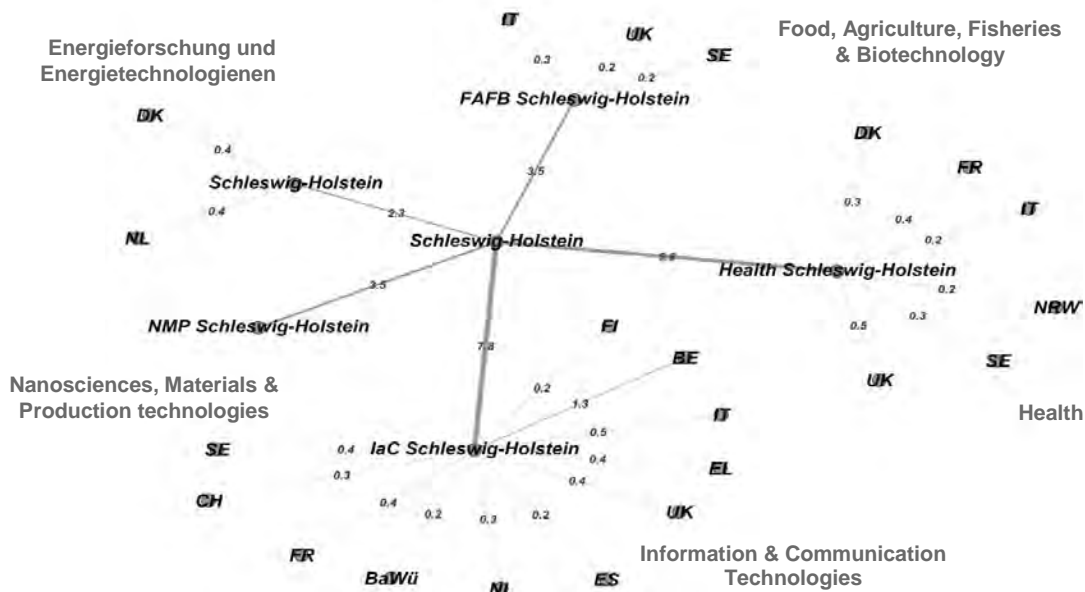 IT
UK
SE
Food, Agriculture, Fisheries
& Biotechnology
Energieforschung und
Energietechnologienen
0.3
0.2
0.2
FAFB Schleswig-Holstein
DK
0.4
Schleswig-Holstein
0.4
NL
3.5
2.3
Schleswig-Holstein
DK
FR
IT
0.3
0.4
0.2
Health Schleswig-Holstein
0.2
0.3
0.5
NRW
SE
UK
Health
3.5
NMP Schleswig-Holstein
Nanosciences, Materials &
Production technologies
7.8
FI
BE
0.2
1.3
IT
0.5
IaC Schleswig-Holstein
0.4
0.4
EL
UK
SE
0.4
0.3
CH
0.4
0.2
0.3
0.2
FR
BaWü
NL
ES
Information & Communication
Technologies